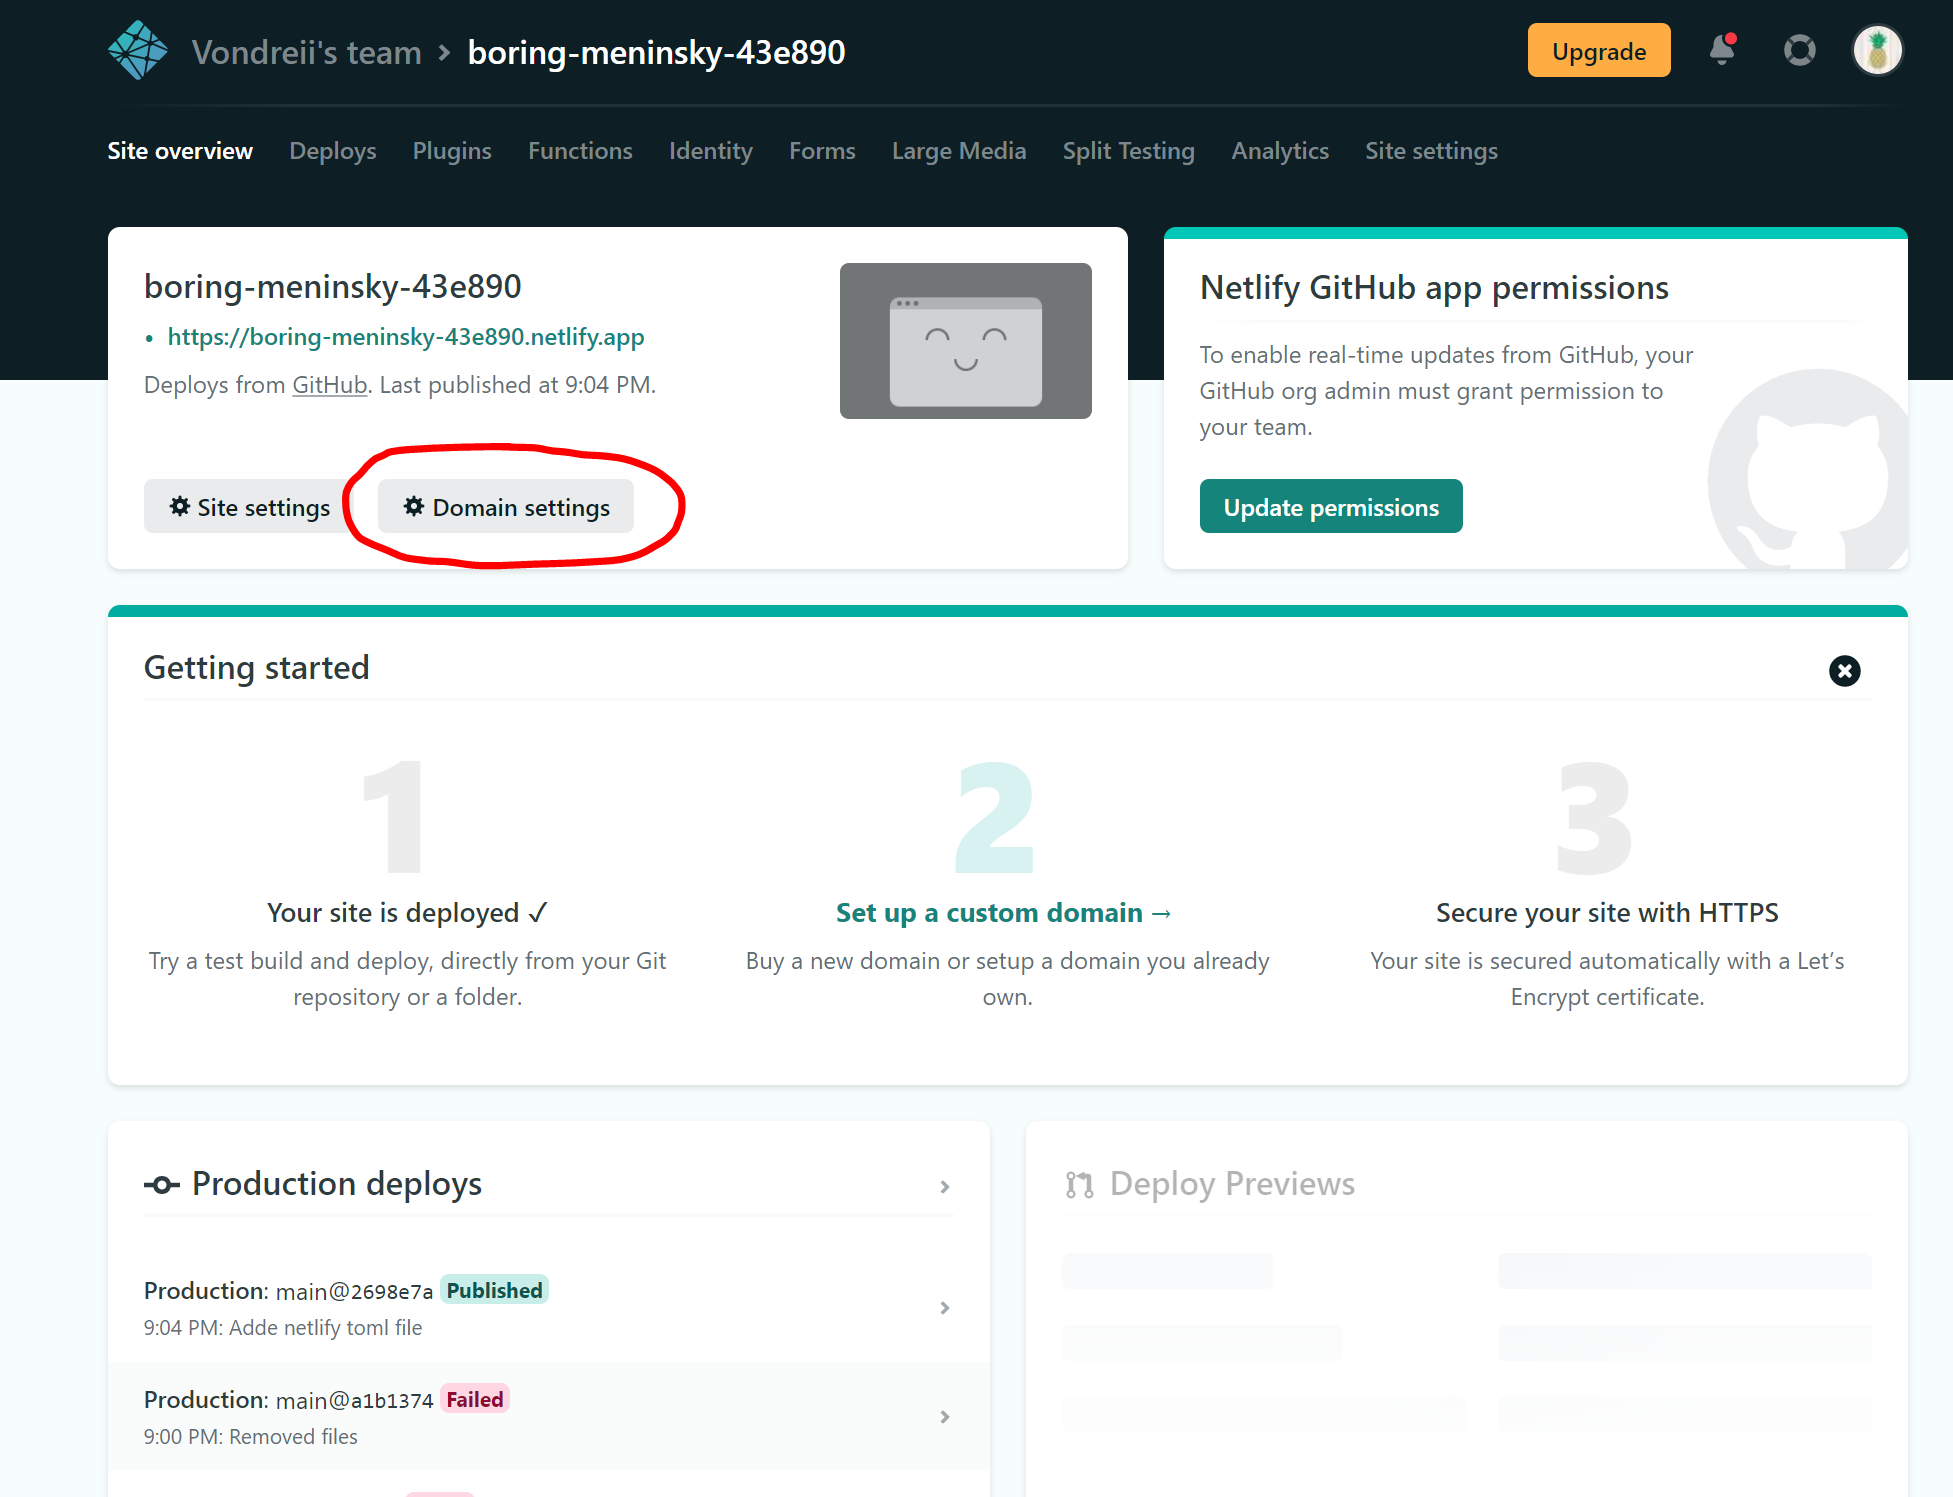 Vondreii's team > boring-meninsky-43e890
Upgrade
Site overview Deploys Plugins Functions Identity Forms Large Media Split Testing Analytics Site settings
boring-meninsky-43e890
• https://boring-meninsky-43e890.netlify.app
Deploys from GitHub. Last published at 9:04 PM.
Site settings
Domain settings
Netlify GitHub app permissions
To enable real-time updates from GitHub, your
GitHub org admin must grant permission to
your team.
Update permissions
Getting started
1
Your site is deployed ✓
Try a test build and deploy, directly from your Git
repository or a folder.
2
Set up a custom domain →
Buy a new domain or setup a domain you already
own.
3
Secure your site with HTTPS
Your site is secured automatically with a Let’s
Encrypt certificate.
Production deploys
Production: main@2698e7a Published
9:04 PM: Adde netlify toml file
Production: main@a1b1374 Failed
9:00 PM: Removed files
Deploy Previews